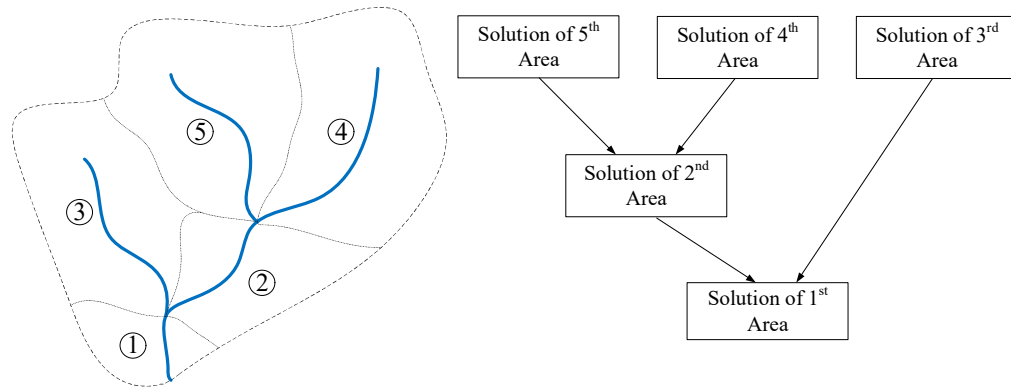 ⑤
④
③
②
①
Solution of 5th
Area
Solution of 4th
Area
Solution of 3rd
Area
Solution of 2nd
Area
Solution of 1st
Area